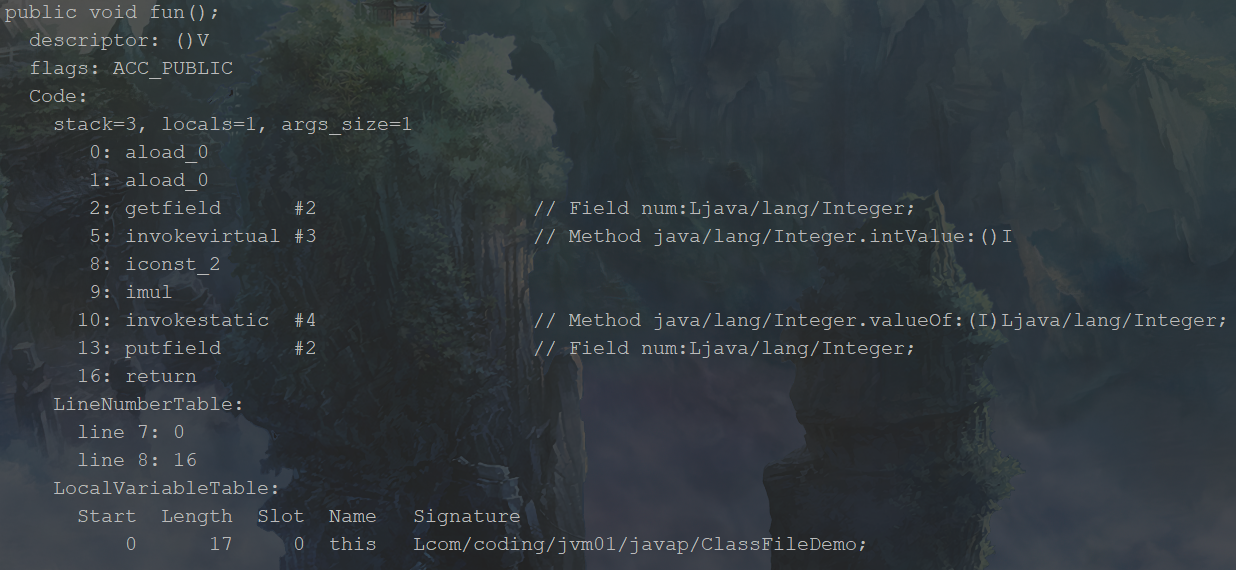 public void fun();
  descriptor: ()V
  flags: ACC_PUBLIC
  Code:
    stack=3, locals=1, args_size=1
       0: aload_0
       1: aload_0
       2: getfield      #2                  // Field num:Ljava/lang/Integer;
       5: invokevirtual #3                  // Method java/lang/Integer.intValue:()I
       8: iconst_2
       9: imul
      10: invokestatic  #4                  // Method java/lang/Integer.valueOf:(I)Ljava/lang/Integer;
      13: putfield      #2                  // Field num:Ljava/lang/Integer;
      16: return
    LineNumberTable:
      line 7: 0
      line 8: 16
    LocalVariableTable:
      Start  Length  Slot  Name   Signature
          0      17     0  this   Lcom/coding/jvm01/javap/ClassFileDemo;